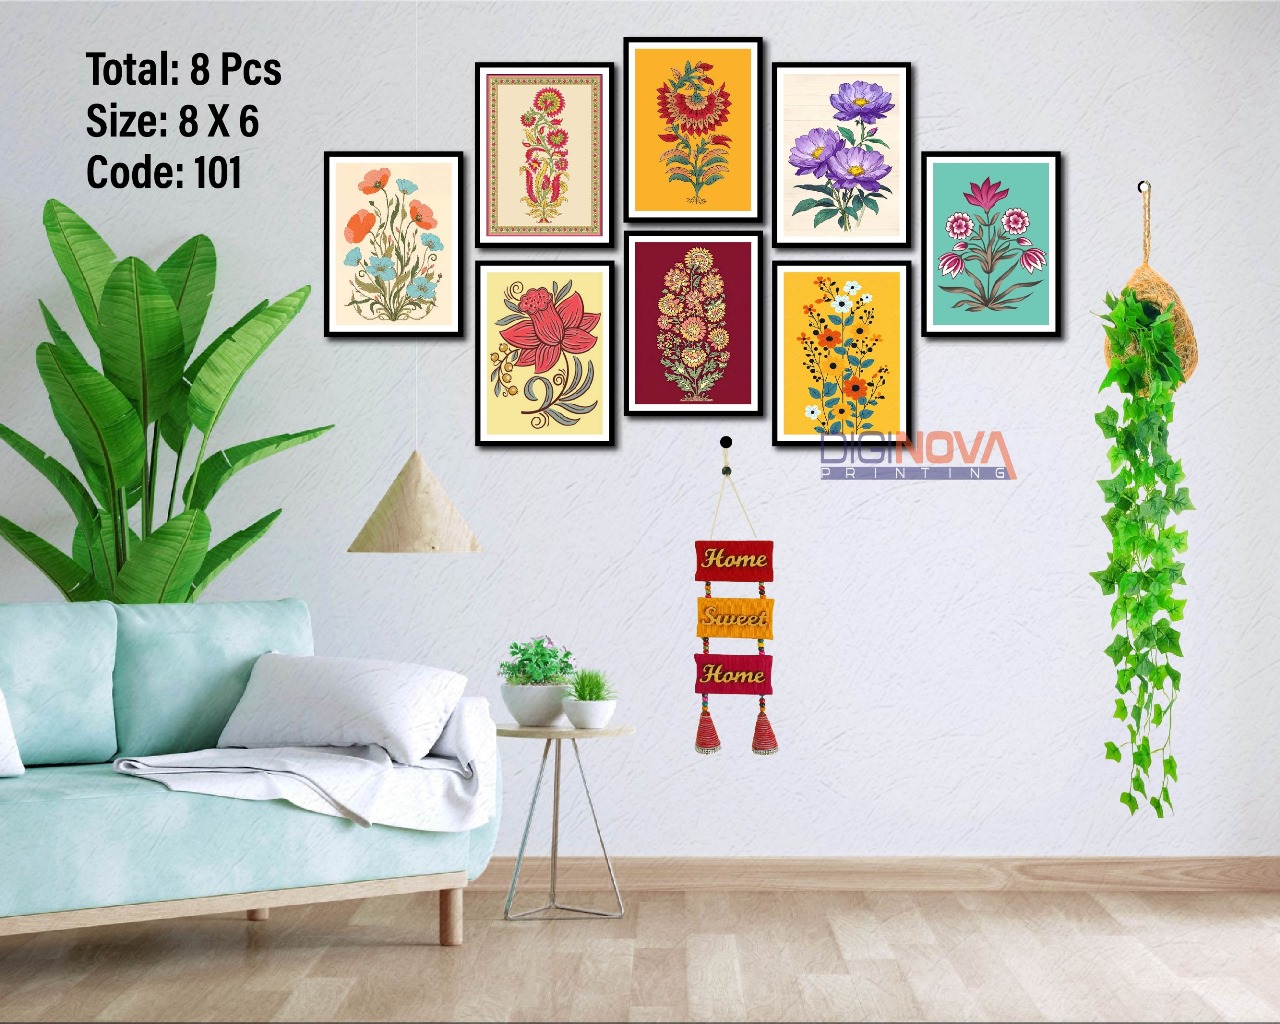 Total: 8 Pcs
Size: 8 X 6
Code: 101
DIGINOVA
PRINTING
Home
Sweet
Home